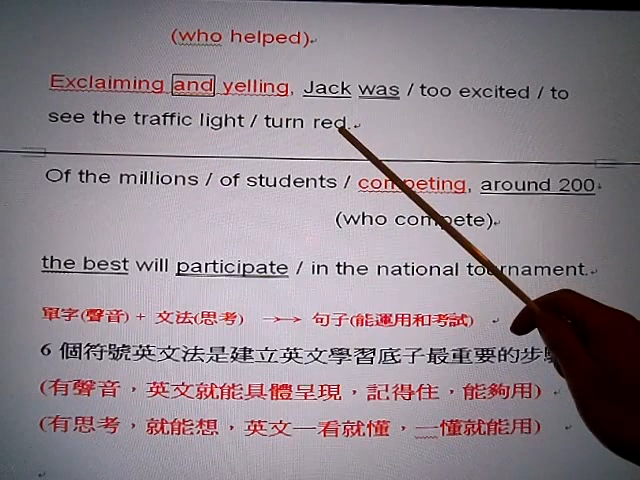 (who helped).
Exclaiming and yelling, Jack was / too excited / to
see the traffic light / turn red.
Of the millions / of students / competing, around 200
(who compete)
the best will participate / in the national tournament.
單字(聲音) + 文法(思考) →→ 句子(能運用和考試)
6 個符號英文法是建立英文學習底子最重要的步
(有聲音，英文就能具體呈現，記得住，能夠用)
(有思考，就能想，英文一看就懂，一懂就能用)